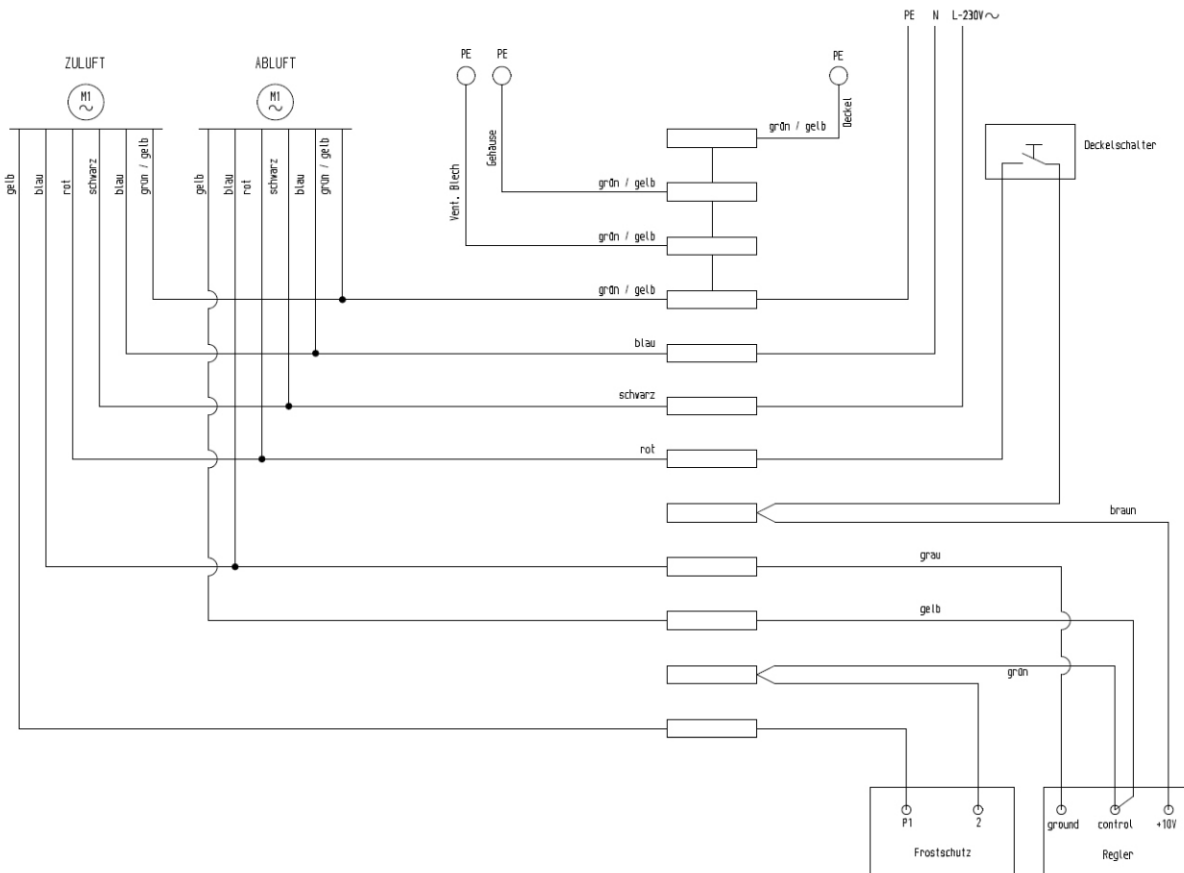 PE N L-230V~
ZULUFT
ABLUFT
PE
PE
PE
M1
~
M1
~
gelb
blau
rot
schwarz
blau
grün / gelb
gelb
blau
rot
schwarz
blau
grün / gelb
Vent. Blech
Gehäuse
Deckel
grün / gelb
Deckelschalter
grün / gelb
grün / gelb
grün / gelb
blau
schwarz
rot
braun
grau
gelb
grün
P1
2
Frostschutz
ground
control
+10V
Regler